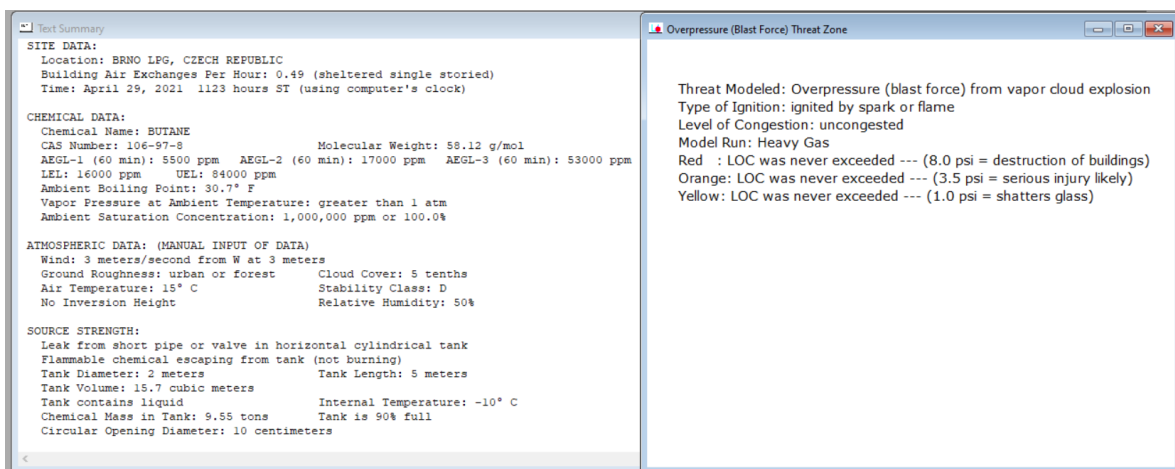 Text Summary
SITE DATA:
Location: BRNO LPG, CZECH REPUBLIC
Building Air Exchanges Per Hour: 0.49 (sheltered single storied)
Time: April 29, 2021  1123 hours ST (using computer's clock)
CHEMICAL DATA:
Chemical Name: BUTANE
CAS Number: 106-97-8  Molecular Weight: 58.12 g/mol
AEGL-1 (60 min): 5500 ppm  AEGL-2 (60 min): 17000 ppm  AEGL-3 (60 min): 53000 ppm
LEL: 16000 ppm  UEL: 84000 ppm
Ambient Boiling Point: 30.7° F
Vapor Pressure at Ambient Temperature: greater than 1 atm
Ambient Saturation Concentration: 1,000,000 ppm or 100.0%
ATMOSPHERIC DATA: (MANUAL INPUT OF DATA)
Wind: 3 meters/second from W at 3 meters
Ground Roughness: urban or forest  Cloud Cover: 5 tenths
Air Temperature: 15° C  Stability Class: D
No Inversion Height  Relative Humidity: 50%
SOURCE STRENGTH:
Leak from short pipe or valve in horizontal cylindrical tank
Flammable chemical escaping from tank (not burning)
Tank Diameter: 2 meters  Tank Length: 5 meters
Tank Volume: 15.7 cubic meters
Tank contains liquid  Internal Temperature: -10° C
Chemical Mass in Tank: 9.55 tons  Tank is 90% full
Circular Opening Diameter: 10 centimeters
Overpressure (Blast Force) Threat Zone
Threat Modeled: Overpressure (blast force) from vapor cloud explosion
Type of Ignition: ignited by spark or flame
Level of Congestion: uncongested
Model Run: Heavy Gas
Red : LOC was never exceeded --- (8.0 psi = destruction of buildings)
Orange: LOC was never exceeded --- (3.5 psi = serious injury likely)
Yellow: LOC was never exceeded --- (1.0 psi = shatters glass)